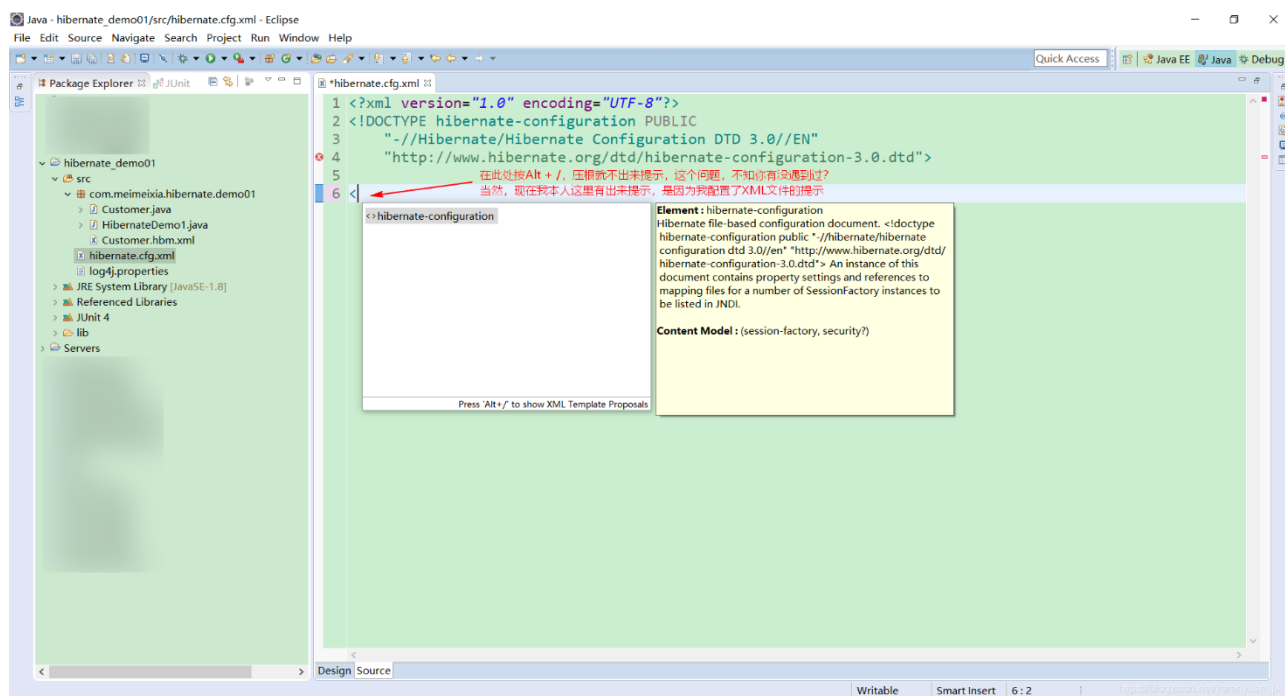 Java - hibernate_demo01/src/hibernate.cfg.xml - Eclipse
File Edit Source Navigate Search Project Run Window Help
Quick Access
Java EE
Java
Debug
Package Explorer
JUnit
*hibernate.cfg.xml
1 <?xml version="1.0" encoding="UTF-8"?>
2 <!DOCTYPE hibernate-configuration PUBLIC
3 "-//Hibernate/Hibernate Configuration DTD 3.0//EN"
4 "http://www.hibernate.org/dtd/hibernate-configuration-3.0.dtd">
5
6 <
在此处按Alt + /，压根就不出来提示，这个问题，不知你有没遇到过？
当然，现在我本人这里有出来提示，是因为我配置了XML文件的提示
hibernate_demo01
src
com.meimeixia.hibernate.demo01
Customer.java
HibernateDemo1.java
Customer.hbm.xml
hibernate.cfg.xml
log4j.properties
JRE System Library [JavaSE-1.8]
Referenced Libraries
JUnit 4
lib
Servers
<> hibernate-configuration
Press 'Alt+/' to show XML Template Proposals
Element : hibernate-configuration
Hibernate file-based configuration document. <!doctype
hibernate-configuration public "-//hibernate/hibernate
configuration dtd 3.0//en" "http://www.hibernate.org/dtd/
hibernate-configuration-3.0.dtd"> An instance of this
document contains property settings and references to
mapping files for a number of SessionFactory instances to
be listed in JNDI.
Content Model : (session-factory, security?)
Design Source
Writable
Smart Insert
6 : 2